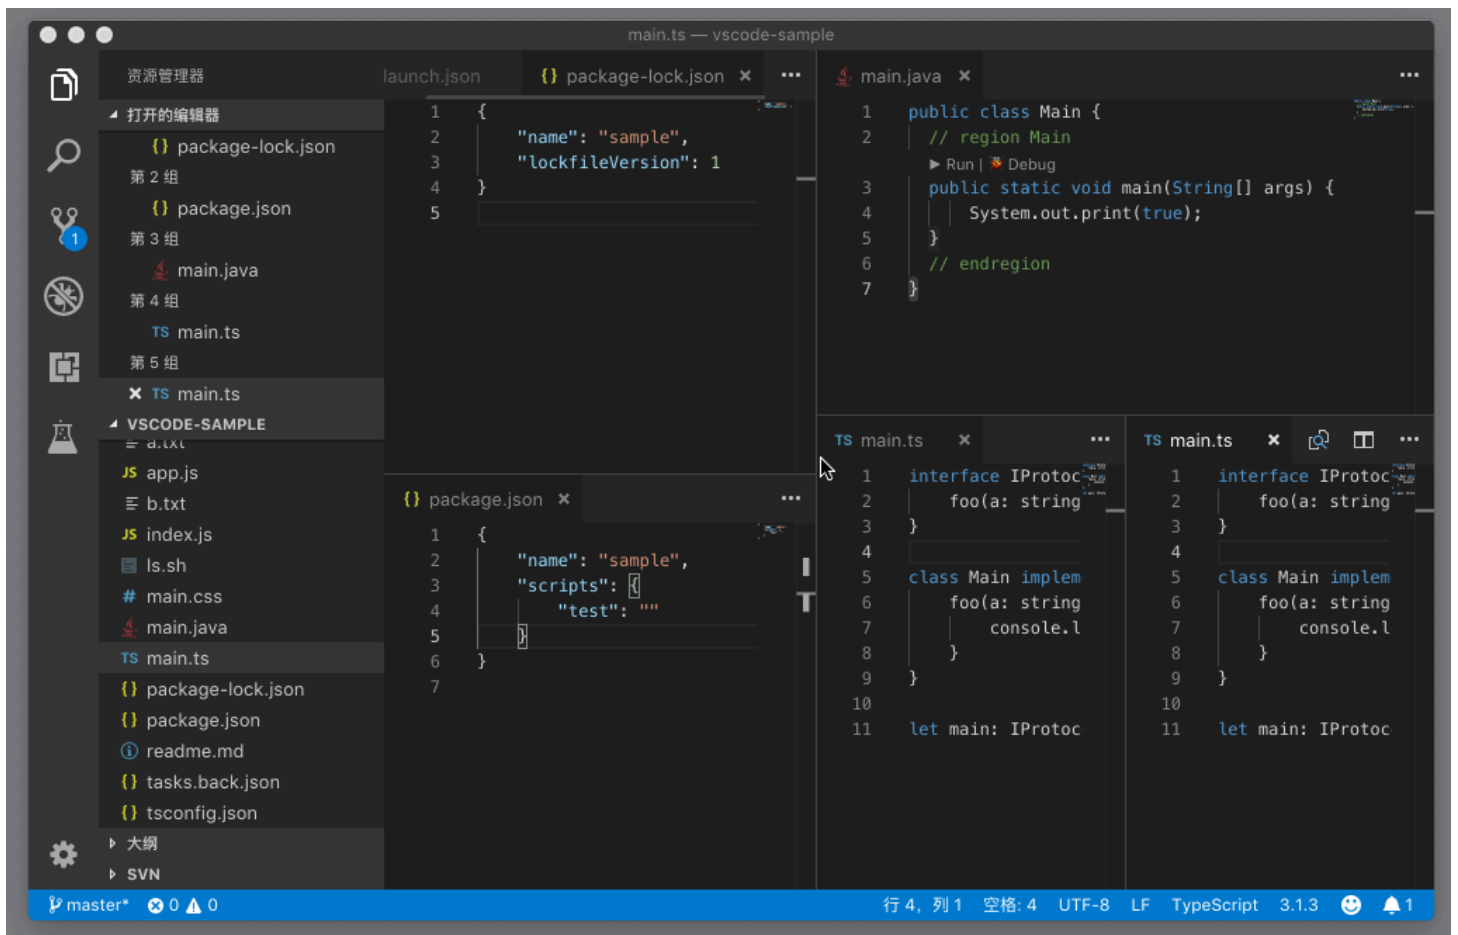 main.ts — vscode-sample
资源管理器
打开的编辑器
{} package-lock.json
第 2 组
{} package.json
第 3 组
main.java
第 4 组
TS main.ts
第 5 组
TS main.ts
VSCODE-SAMPLE
a.txt
JS app.js
b.txt
JS index.js
ls.sh
# main.css
main.java
TS main.ts
{} package-lock.json
{} package.json
readme.md
{} tasks.back.json
{} tsconfig.json
大纲
SVN
launch.json {} package-lock.json
1 {
2 "name": "sample",
3 "lockfileVersion": 1
4 }
5
{} package.json
1 {
2 "name": "sample",
3 "scripts": {
4 "test": ""
5 }
6 }
7
main.java
1 public class Main {
2 // region Main
Run | Debug
3 public static void main(String[] args) {
4 System.out.print(true);
5 }
6 // endregion
7 }
TS main.ts
1 interface IProtoc
2 foo(a: string
3 }
4
5 class Main implem
6 foo(a: string
7 console.l
8 }
9 }
10
11 let main: IProtoc
TS main.ts
1 interface IProtoc
2 foo(a: string
3 }
4
5 class Main implem
6 foo(a: string
7 console.l
8 }
9 }
10
11 let main: IProtoc
1
master* 0 0 行 4，列 1 空格: 4 UTF-8 LF TypeScript 3.1.3 1